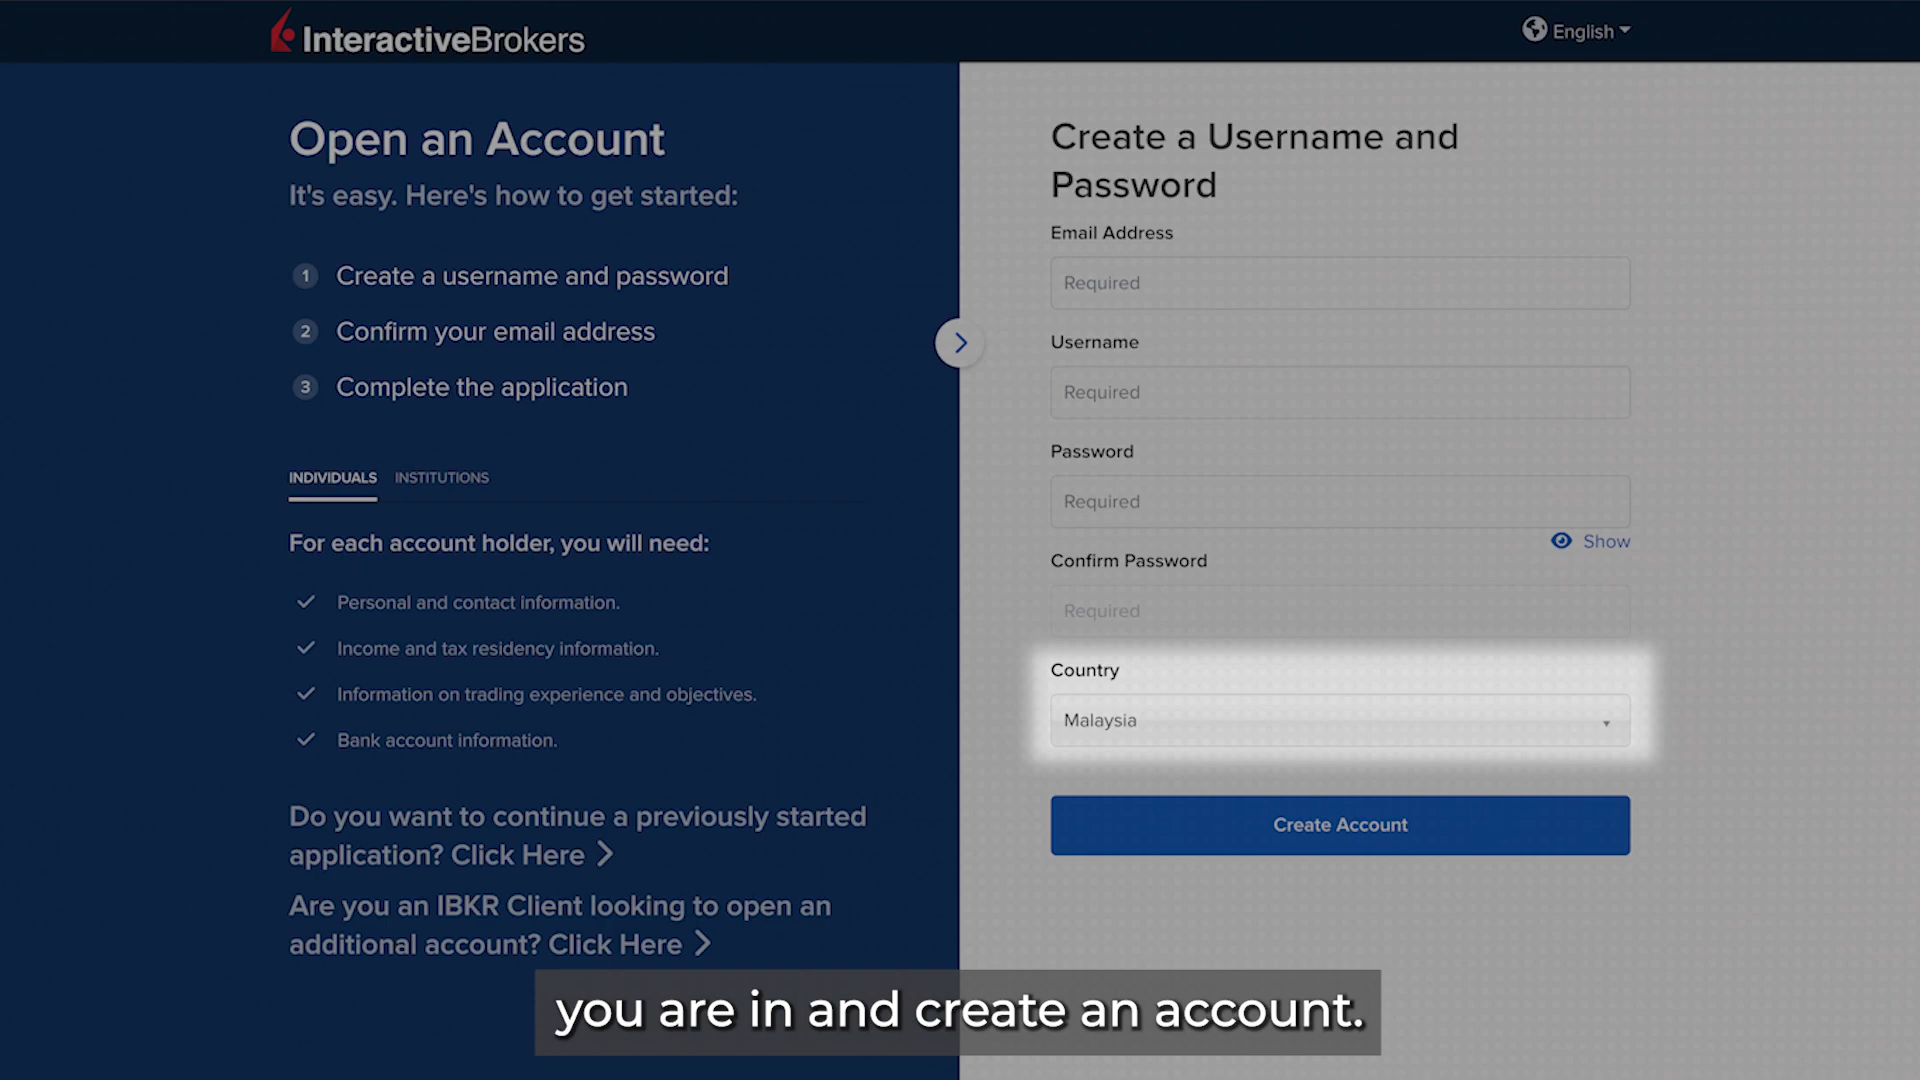 InteractiveBrokers
English
Open an Account
It's easy. Here's how to get started:
1 Create a username and password
2 Confirm your email address
3 Complete the application
INDIVIDUALS INSTITUTIONS
For each account holder, you will need:
Personal and contact information.
Income and tax residency information.
Information on trading experience and objectives.
Bank account information.
Do you want to continue a previously started
application? Click Here
Are you an IBKR Client looking to open an
additional account? Click Here
Create a Username and
Password
Email Address
Required
Username
Required
Password
Required
Show
Confirm Password
Required
Country
Malaysia
Create Account
you are in and create an account.